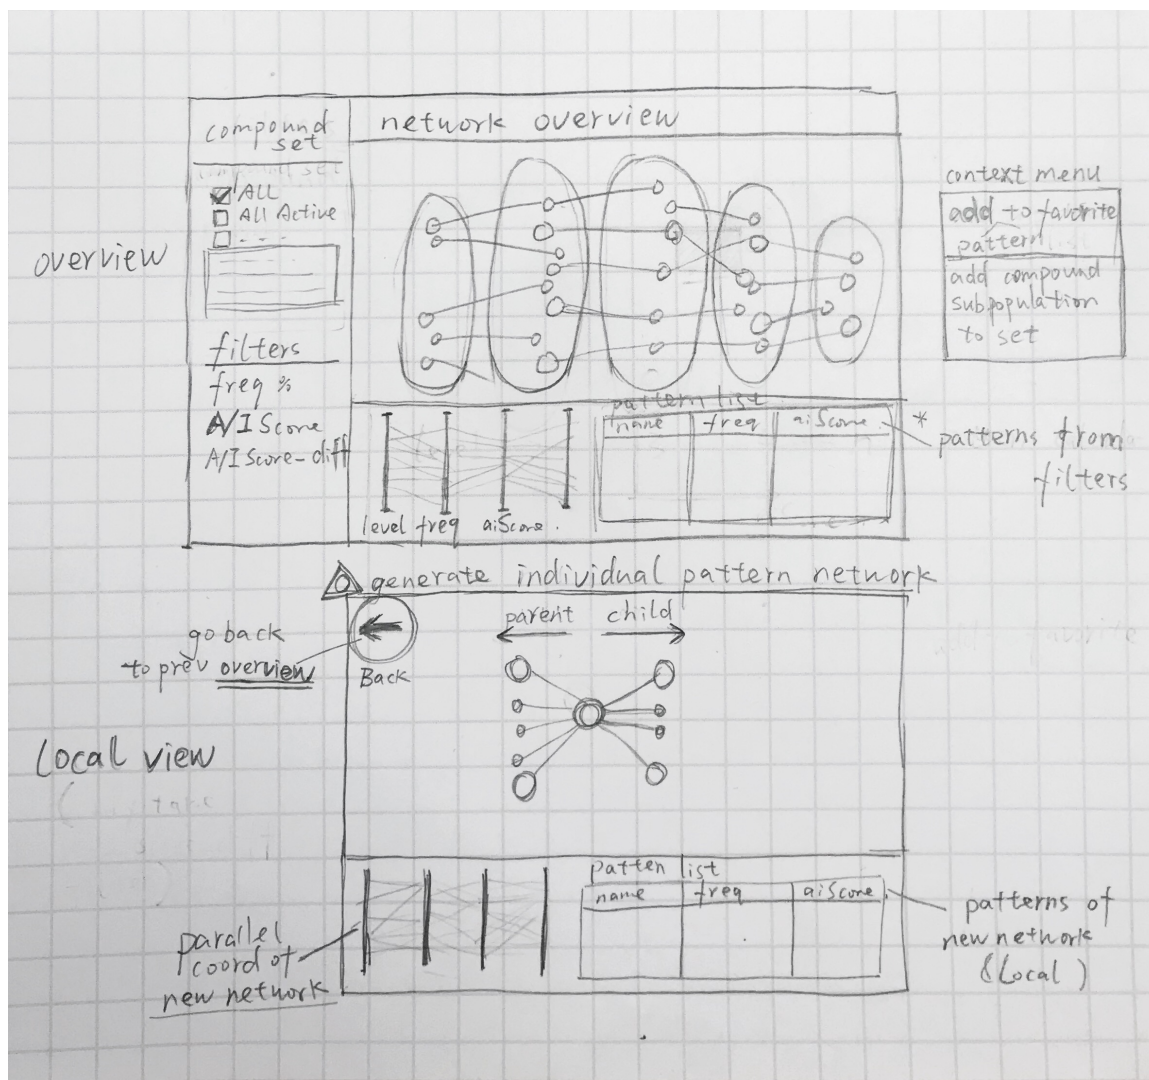 compound
set
network overview
ALL
All Active
- - -
overview
filters
freq %
A/I Score
A/I Score-diff
context menu
add to favorite
pattern
add compound
subpopulation
to set
pattern list
name freq aiScore
* patterns from
filters
level freq aiScore .
generate individual pattern network
parent child
go back
to prev overview
Back
Local view
patten list
name freq aiScore
parallel
coord of
new network
patterns of
new network
(Local)